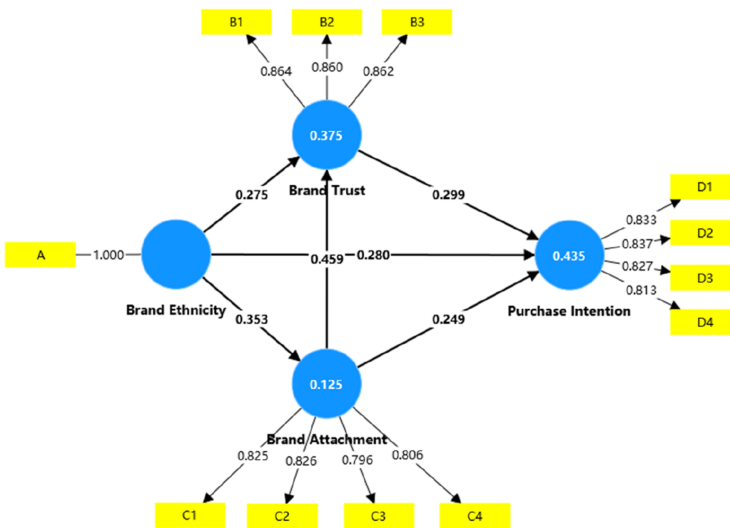 B1 B2 B3
0.864 0.860 0.862
0.375
Brand Trust
0.275 0.299
D1
0.833
D2
0.837
A 1.000 0.459 0.280 0.435
0.827 D3
0.813
Brand Ethnicity Purchase Intention
D4
0.353 0.249
0.125
Brand Attachment
0.825 0.826 0.796 0.806
C1 C2 C3 C4